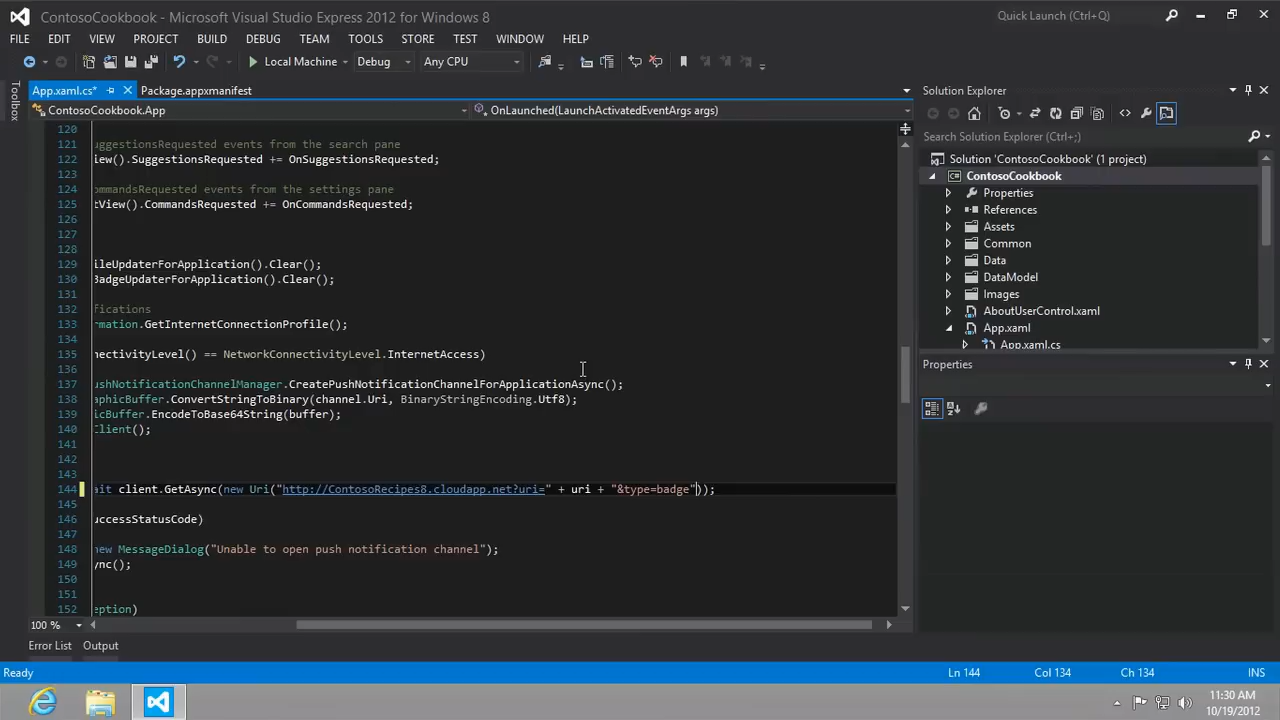 ContosoCookbook - Microsoft Visual Studio Express 2012 for Windows 8
Quick Launch (Ctrl+Q)
FILE EDIT VIEW PROJECT BUILD DEBUG TEAM TOOLS STORE TEST WINDOW HELP
Local Machine Debug Any CPU
Toolbox
App.xaml.cs* Package.appxmanifest
ContosoCookbook.App OnLaunched(LaunchActivatedEventArgs args)
120
121 uggestionsRequested events from the search pane
122 iew().SuggestionsRequested += OnSuggestionsRequested;
123
124 ommandsRequested events from the settings pane
125 tView().CommandsRequested += OnCommandsRequested;
126
127
128
129 ileUpdaterForApplication().Clear();
130 BadgeUpdaterForApplication().Clear();
131
132 fications
133 rmation.GetInternetConnectionProfile();
134
135 nectivityLevel() == NetworkConnectivityLevel.InternetAccess)
136
137 ushNotificationChannelManager.CreatePushNotificationChannelForApplicationAsync();
138 aphicBuffer.ConvertStringToBinary(channel.Uri, BinaryStringEncoding.Utf8);
139 icBuffer.EncodeToBase64String(buffer);
140 Client();
141
142
143
144 ait client.GetAsync(new Uri("http://ContosoRecipes8.cloudapp.net?uri=" + uri + "&type=badge"));
145
146 uccessStatusCode)
147
148 new MessageDialog("Unable to open push notification channel");
149 ync();
150
151
152 eption)
100 %
Solution Explorer
Search Solution Explorer (Ctrl+;)
Solution 'ContosoCookbook' (1 project)
ContosoCookbook
Properties
References
Assets
Common
Data
DataModel
Images
AboutUserControl.xaml
App.xaml
App.xaml.cs
Properties
Error List Output
Ready Ln 144 Col 134 Ch 134 INS
11:30 AM
10/19/2012